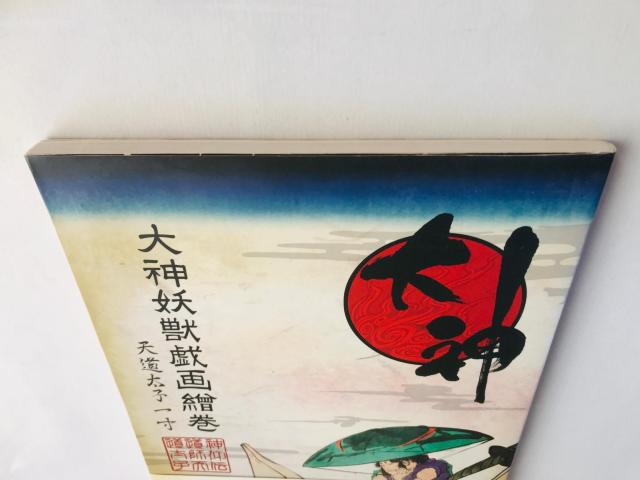 大神
大神妖獣戯画繪巻
天道太子一寸